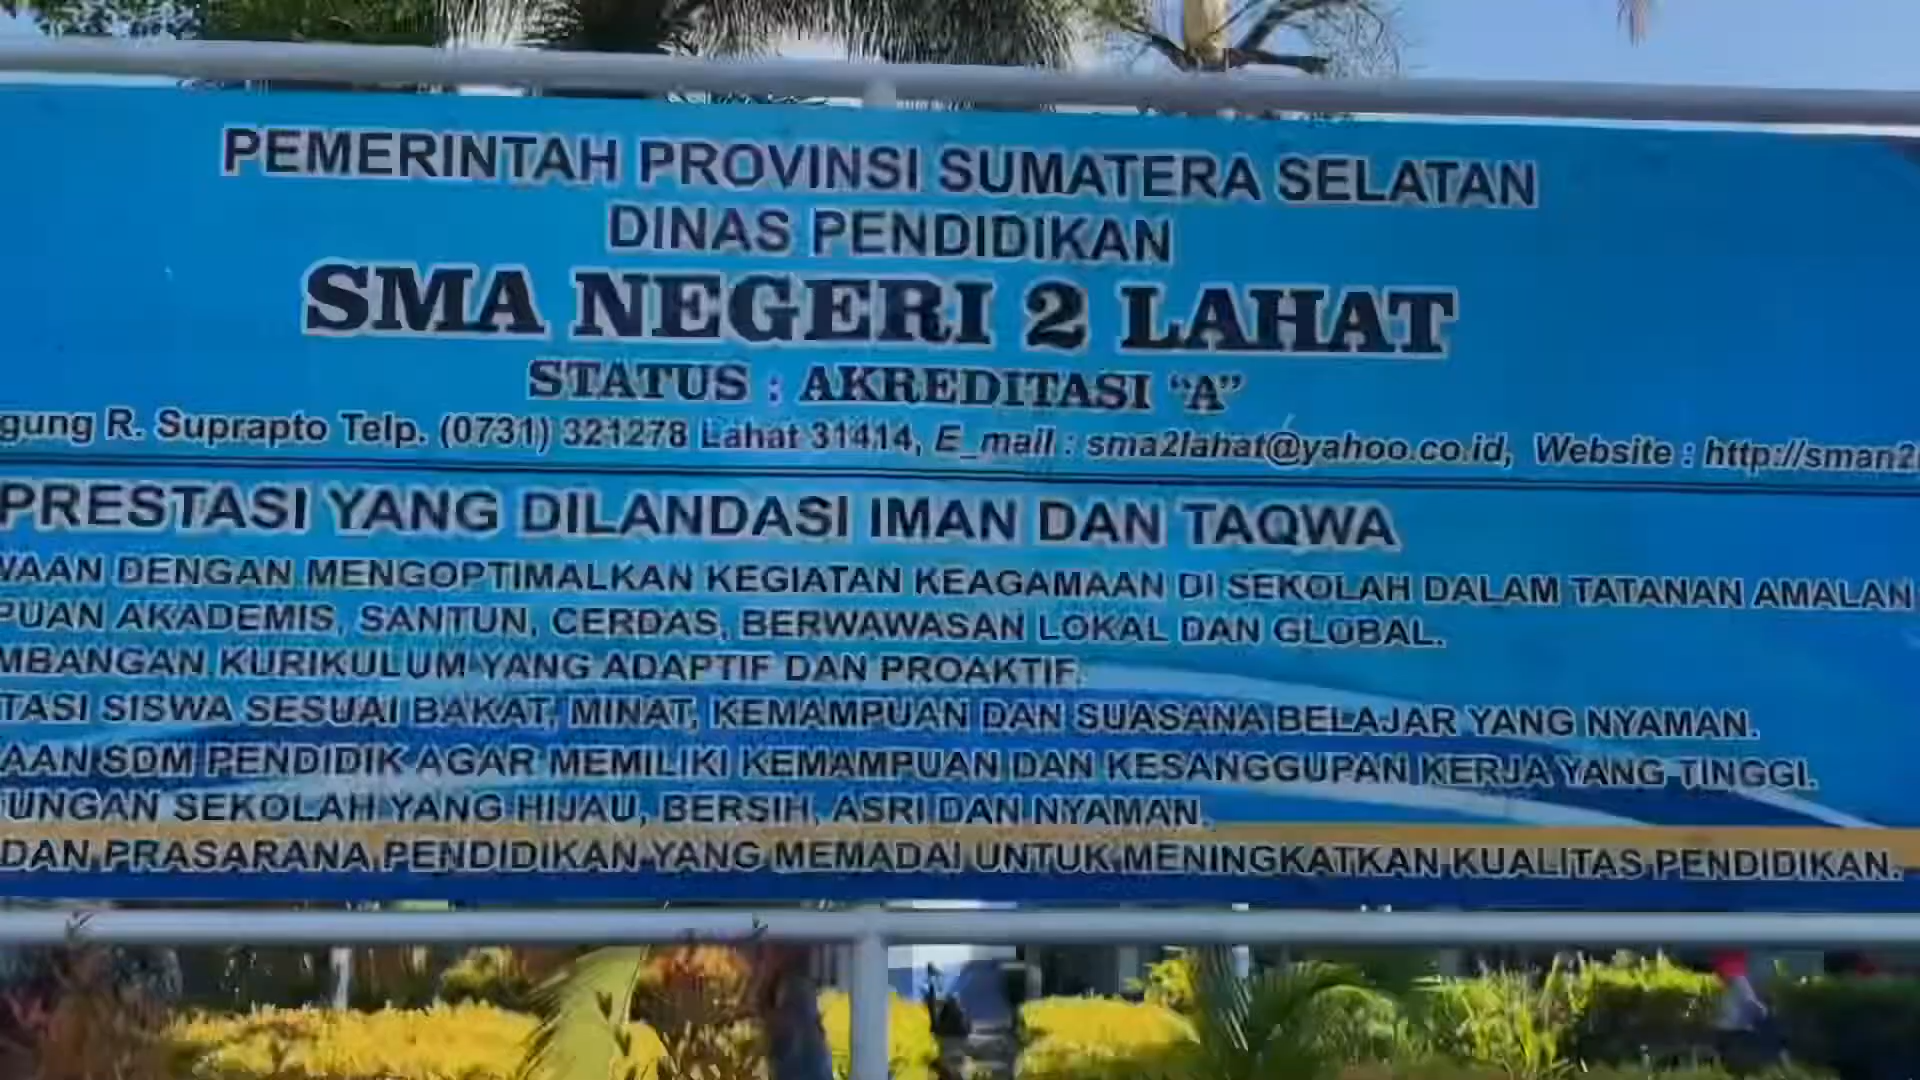 PEMERINTAH PROVINSI SUMATERA SELATAN
DINAS PENDIDIKAN
SMA NEGERI 2 LAHAT
STATUS : AKREDITASI "A"
gung R. Suprapto Telp. (0731) 321278 Lahat 31414, E_mail : sma2lahat@yahoo.co.id, Website : http://sman2
PRESTASI YANG DILANDASI IMAN DAN TAQWA
WAAN DENGAN MENGOPTIMALKAN KEGIATAN KEAGAMAAN DI SEKOLAH DALAM TATANAN AMALAN
PUAN AKADEMIS, SANTUN, CERDAS, BERWAWASAN LOKAL DAN GLOBAL.
MBANGAN KURIKULUM YANG ADAPTIF DAN PROAKTIF.
TASI SISWA SESUAI BAKAT, MINAT, KEMAMPUAN DAN SUASANA BELAJAR YANG NYAMAN.
AAN SDM PENDIDIK AGAR MEMILIKI KEMAMPUAN DAN KESANGGUPAN KERJA YANG TINGGI.
UNGAN SEKOLAH YANG HIJAU, BERSIH, ASRI DAN NYAMAN.
DAN PRASARANA PENDIDIKAN YANG MEMADAI UNTUK MENINGKATKAN KUALITAS PENDIDIKAN.